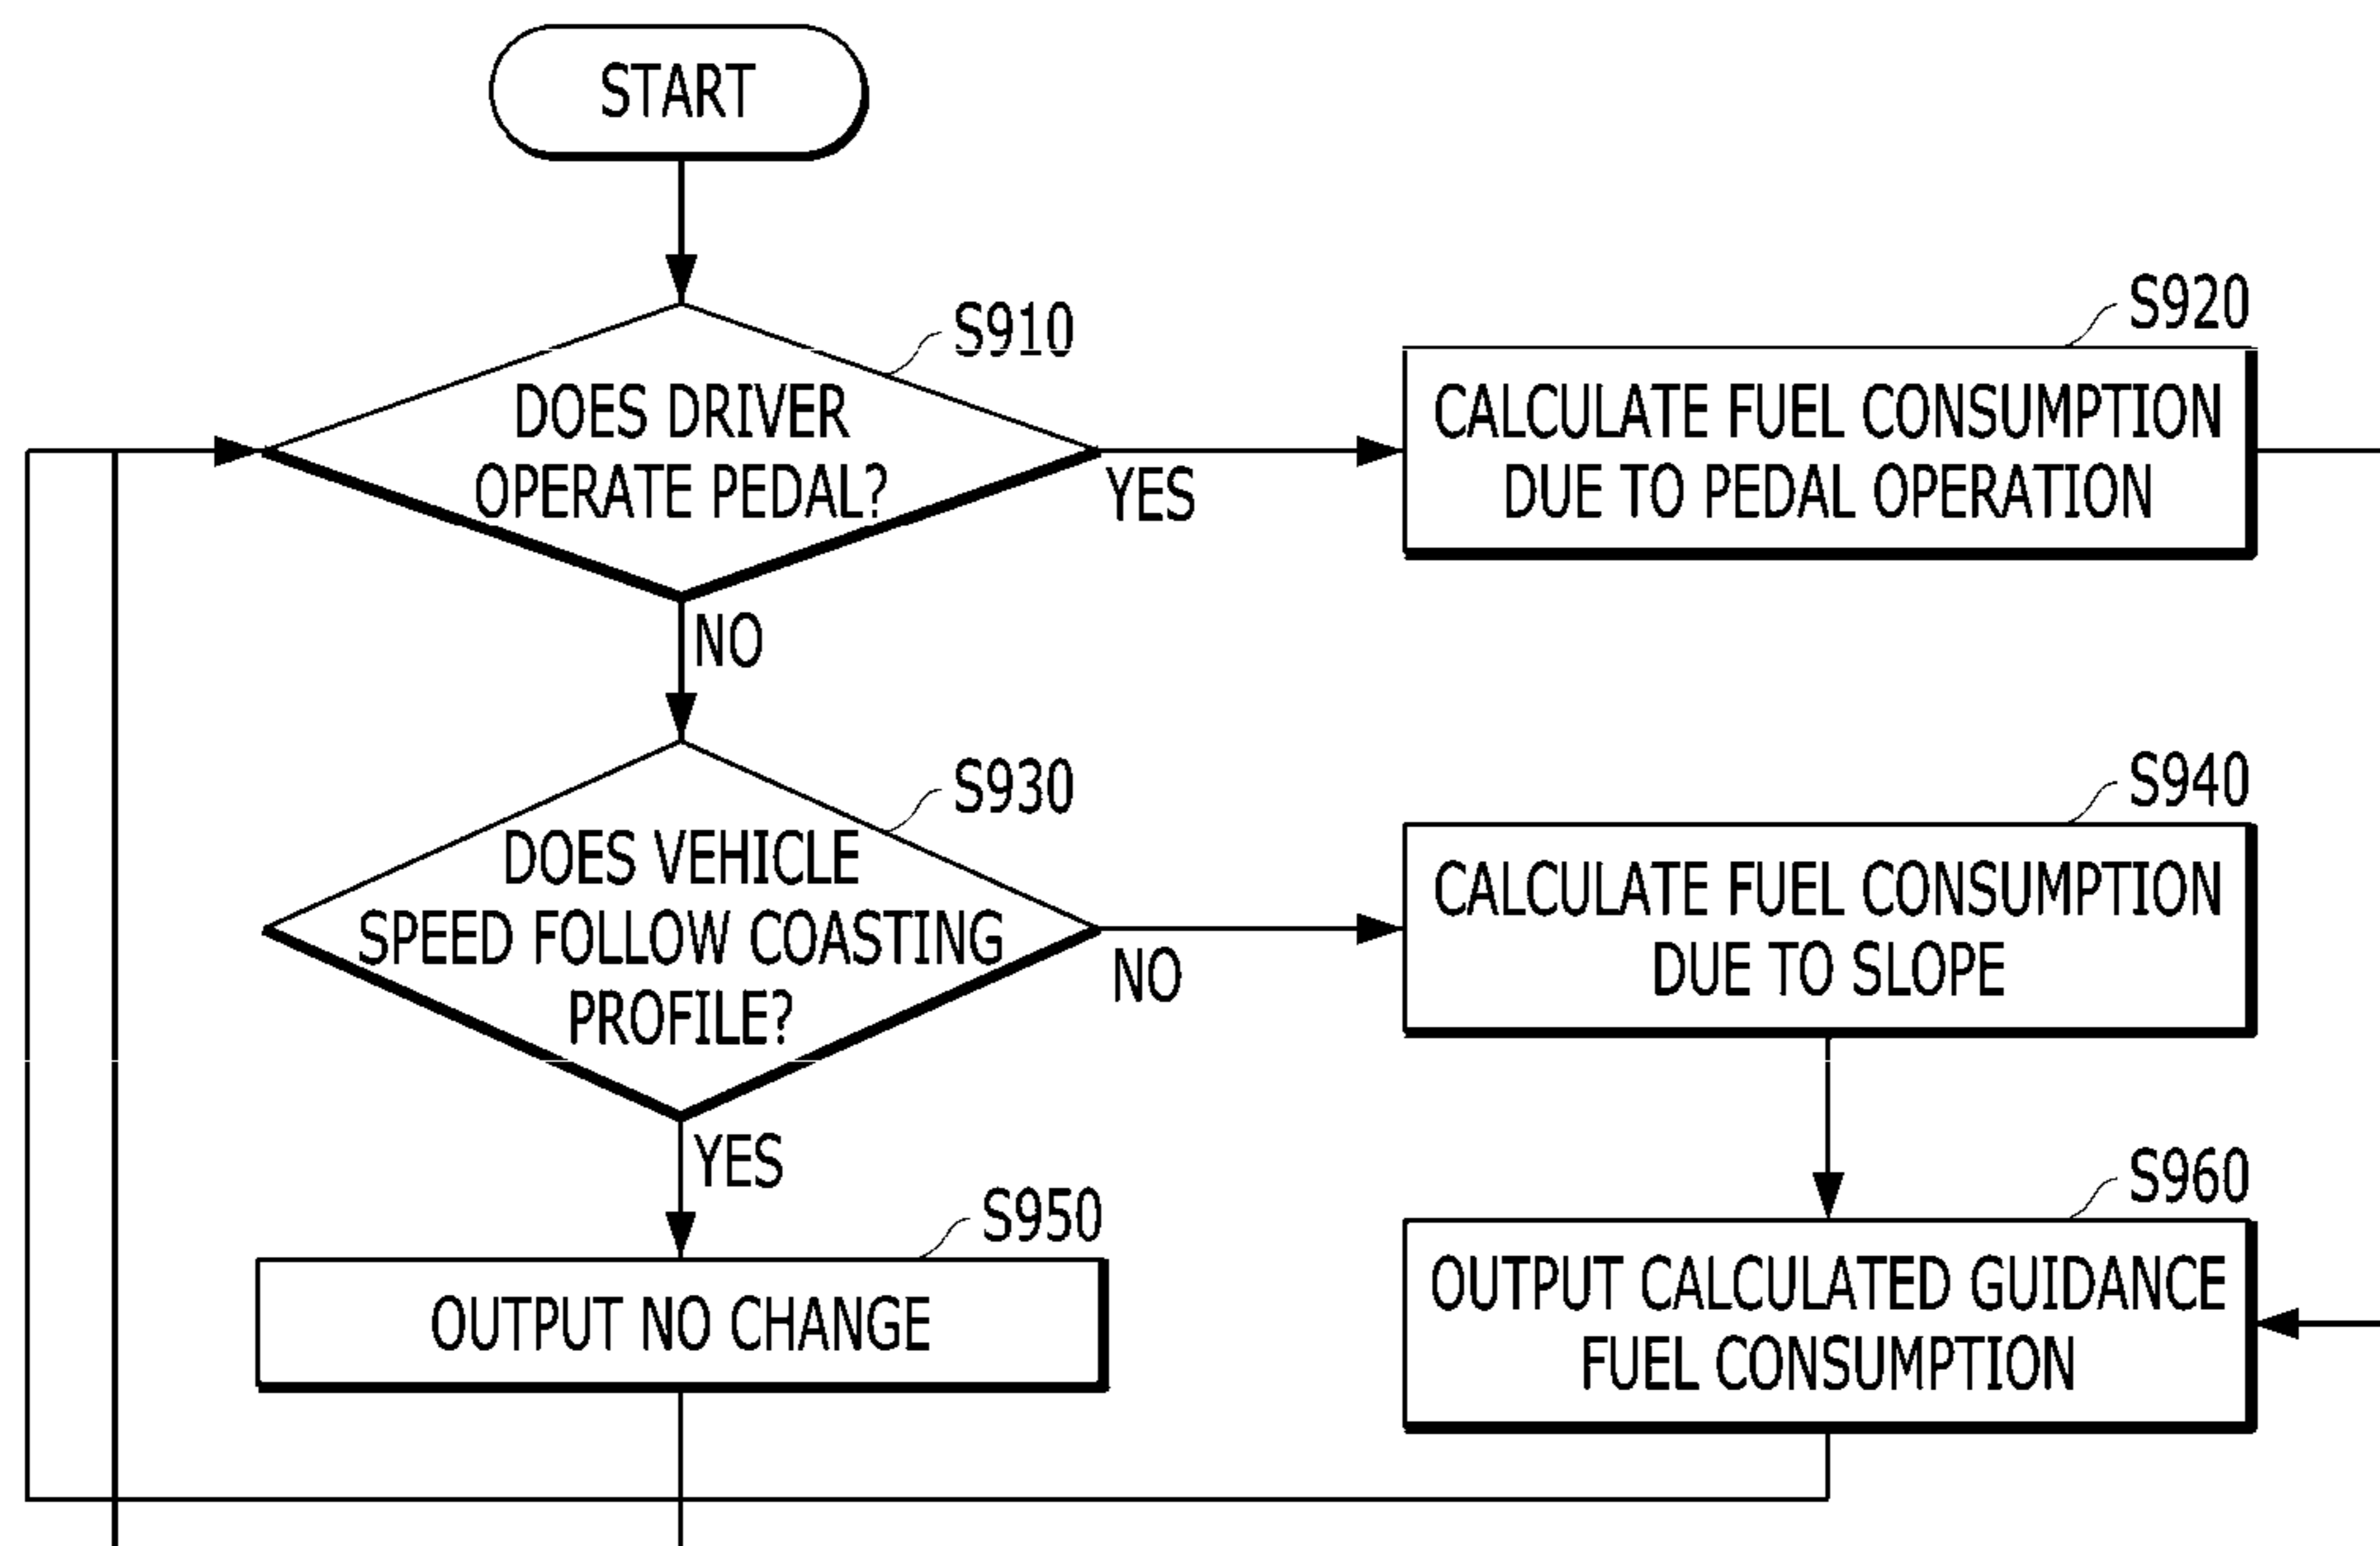 START
S910
DOES DRIVER
OPERATE PEDAL?
YES
NO
S920
CALCULATE FUEL CONSUMPTION
DUE TO PEDAL OPERATION
S930
DOES VEHICLE
SPEED FOLLOW COASTING
PROFILE?
NO
YES
S940
CALCULATE FUEL CONSUMPTION
DUE TO SLOPE
S950
OUTPUT NO CHANGE
S960
OUTPUT CALCULATED GUIDANCE
FUEL CONSUMPTION